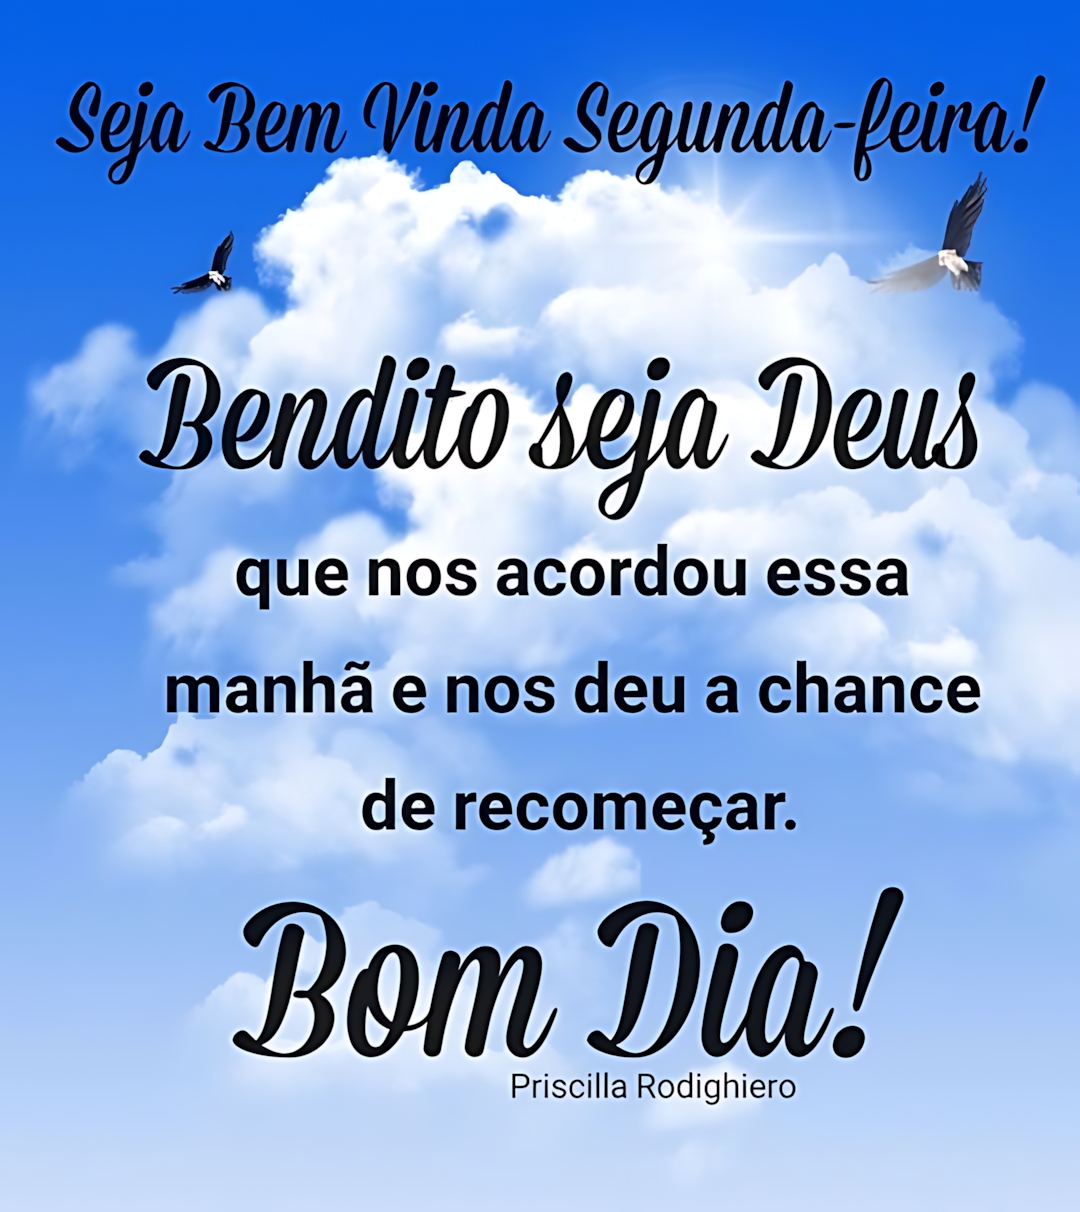 Seja Bem Vinda Segunda-feira!
Bendito seja Deus
que nos acordou essa
manhã e nos deu a chance
de recomeçar.
Bom Dia!
Priscilla Rodighiero